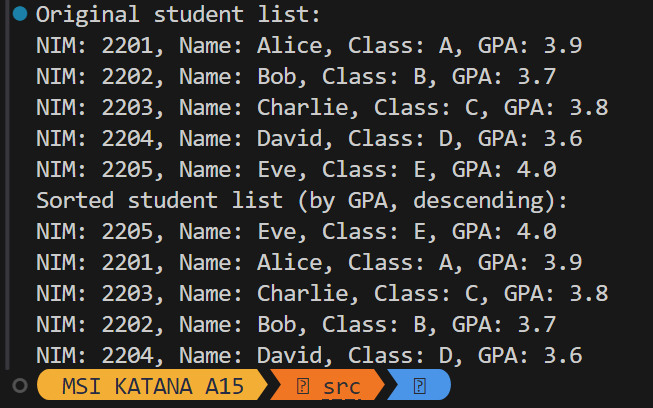 Original student list:
NIM: 2201, Name: Alice, Class: A, GPA: 3.9
NIM: 2202, Name: Bob, Class: B, GPA: 3.7
NIM: 2203, Name: Charlie, Class: C, GPA: 3.8
NIM: 2204, Name: David, Class: D, GPA: 3.6
NIM: 2205, Name: Eve, Class: E, GPA: 4.0
Sorted student list (by GPA, descending):
NIM: 2205, Name: Eve, Class: E, GPA: 4.0
NIM: 2201, Name: Alice, Class: A, GPA: 3.9
NIM: 2203, Name: Charlie, Class: C, GPA: 3.8
NIM: 2202, Name: Bob, Class: B, GPA: 3.7
NIM: 2204, Name: David, Class: D, GPA: 3.6
MSI KATANA A15 src